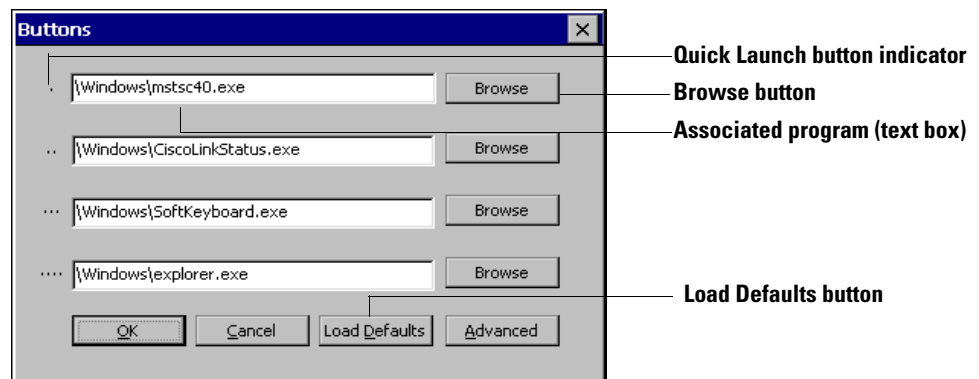 Buttons
Quick Launch button indicator
. \Windows\mstsc40.exe Browse
Browse button
Associated program (text box)
.. \Windows\CiscoLinkStatus.exe Browse
... \Windows\SoftKeyboard.exe Browse
.... \Windows\explorer.exe Browse
Load Defaults button
OK Cancel Load Defaults Advanced